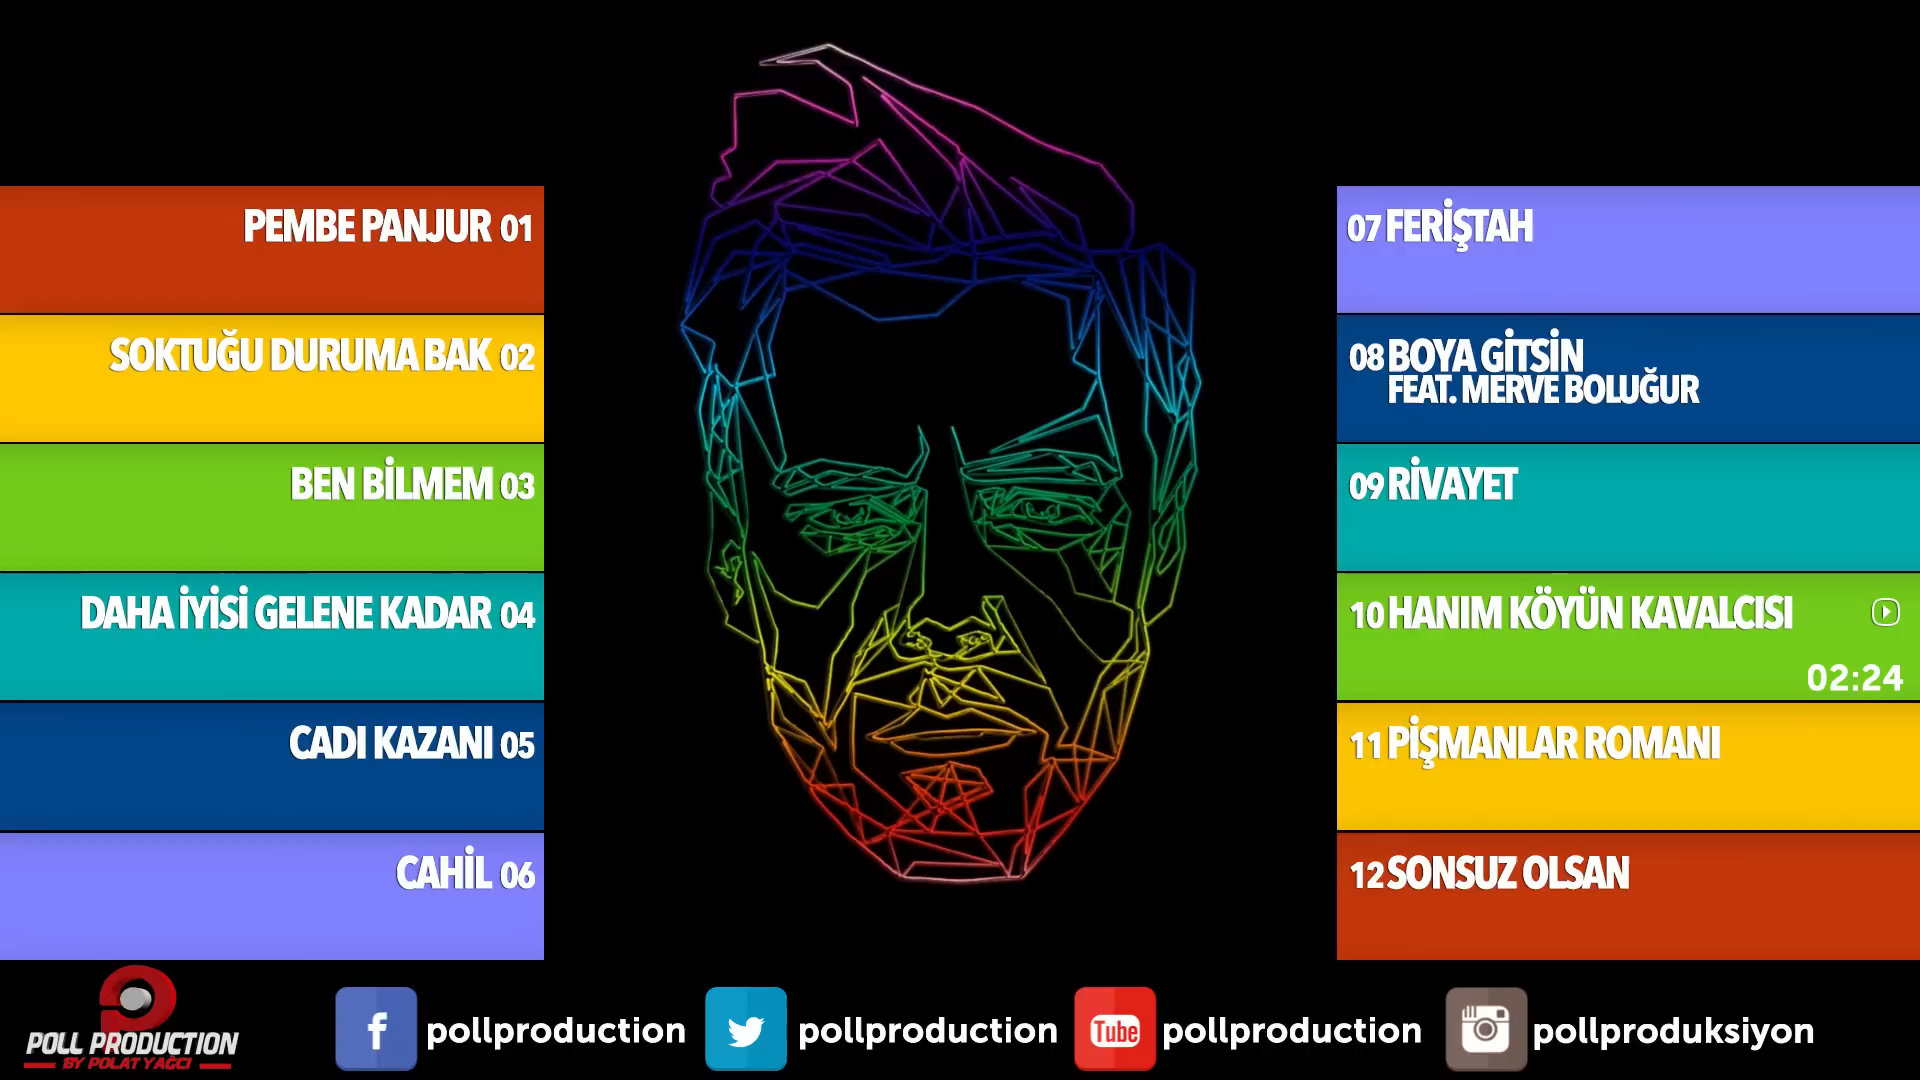 PEMBE PANJUR 01
SOKTUĞU DURUMA BAK 02
BEN BİLMEM 03
DAHA İYİSİ GELENE KADAR 04
CADI KAZANI 05
CAHİL 06
07 FERİŞTAH
08 BOYA GİTSİN
FEAT. MERVE BOLUĞUR
09 RİVAYET
10 HANIM KÖYÜN KAVALCISI
02:24
11 PİŞMANLAR ROMANI
12 SONSUZ OLSAN
POLL PRODUCTION
BY POLAT YAĞCI
f pollproduction
pollproduction
Tube pollproduction
pollproduksiyon